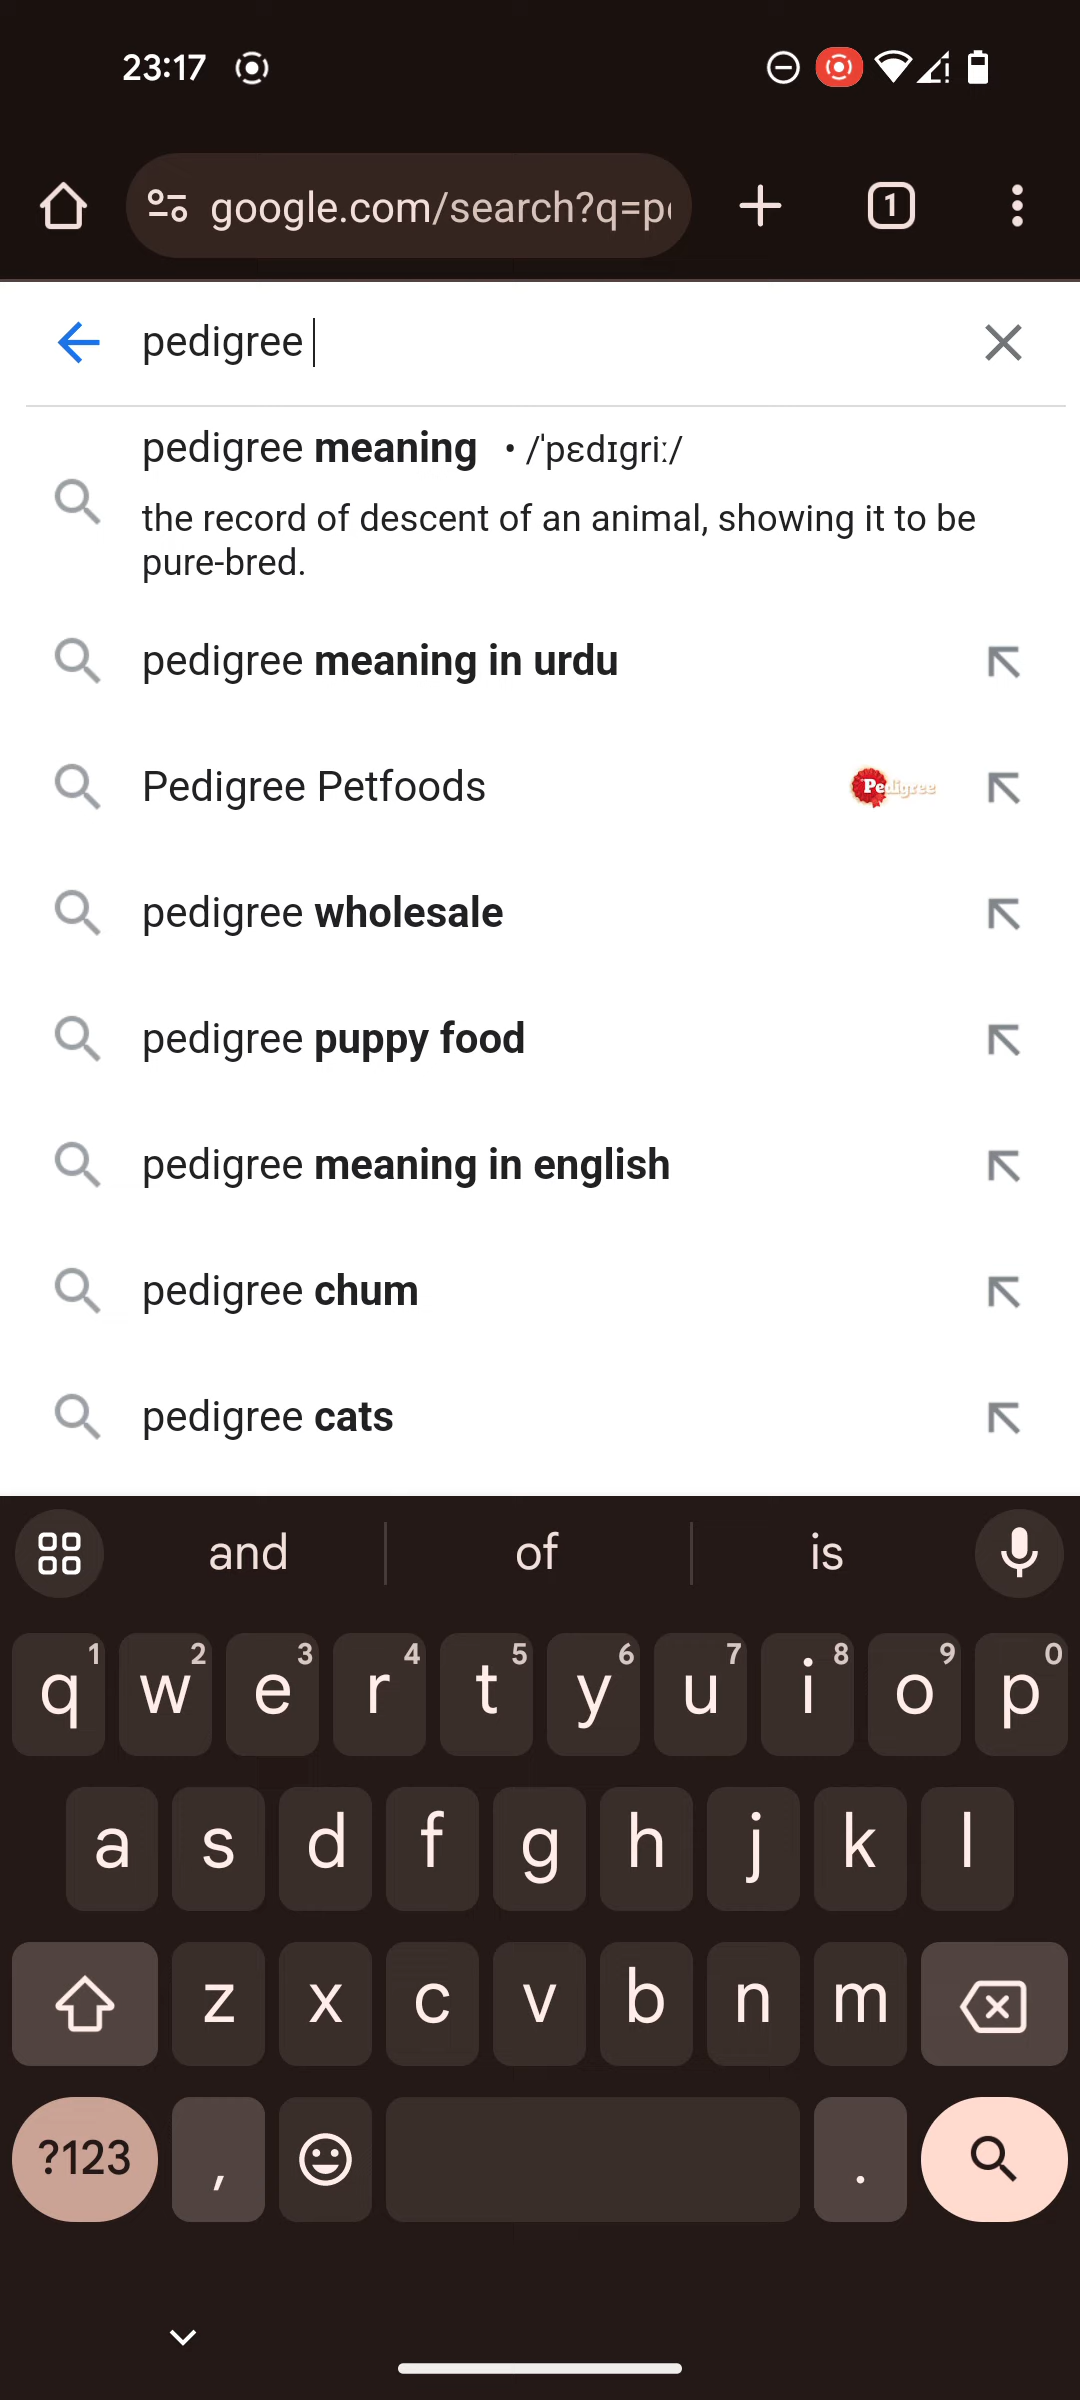 23:17
google.com/search?q=p
1
pedigree
pedigree meaning • /ˈpɛdɪɡriː/
the record of descent of an animal, showing it to be
pure-bred.
pedigree meaning in urdu
Pedigree Petfoods
Pedigree
pedigree wholesale
pedigree puppy food
pedigree meaning in english
pedigree chum
pedigree cats
and of is
q1 w2 e3 r4 t5 y6 u7 i8 o9 p0
a s d f g h j k l
z x c v b n m
?123 , .